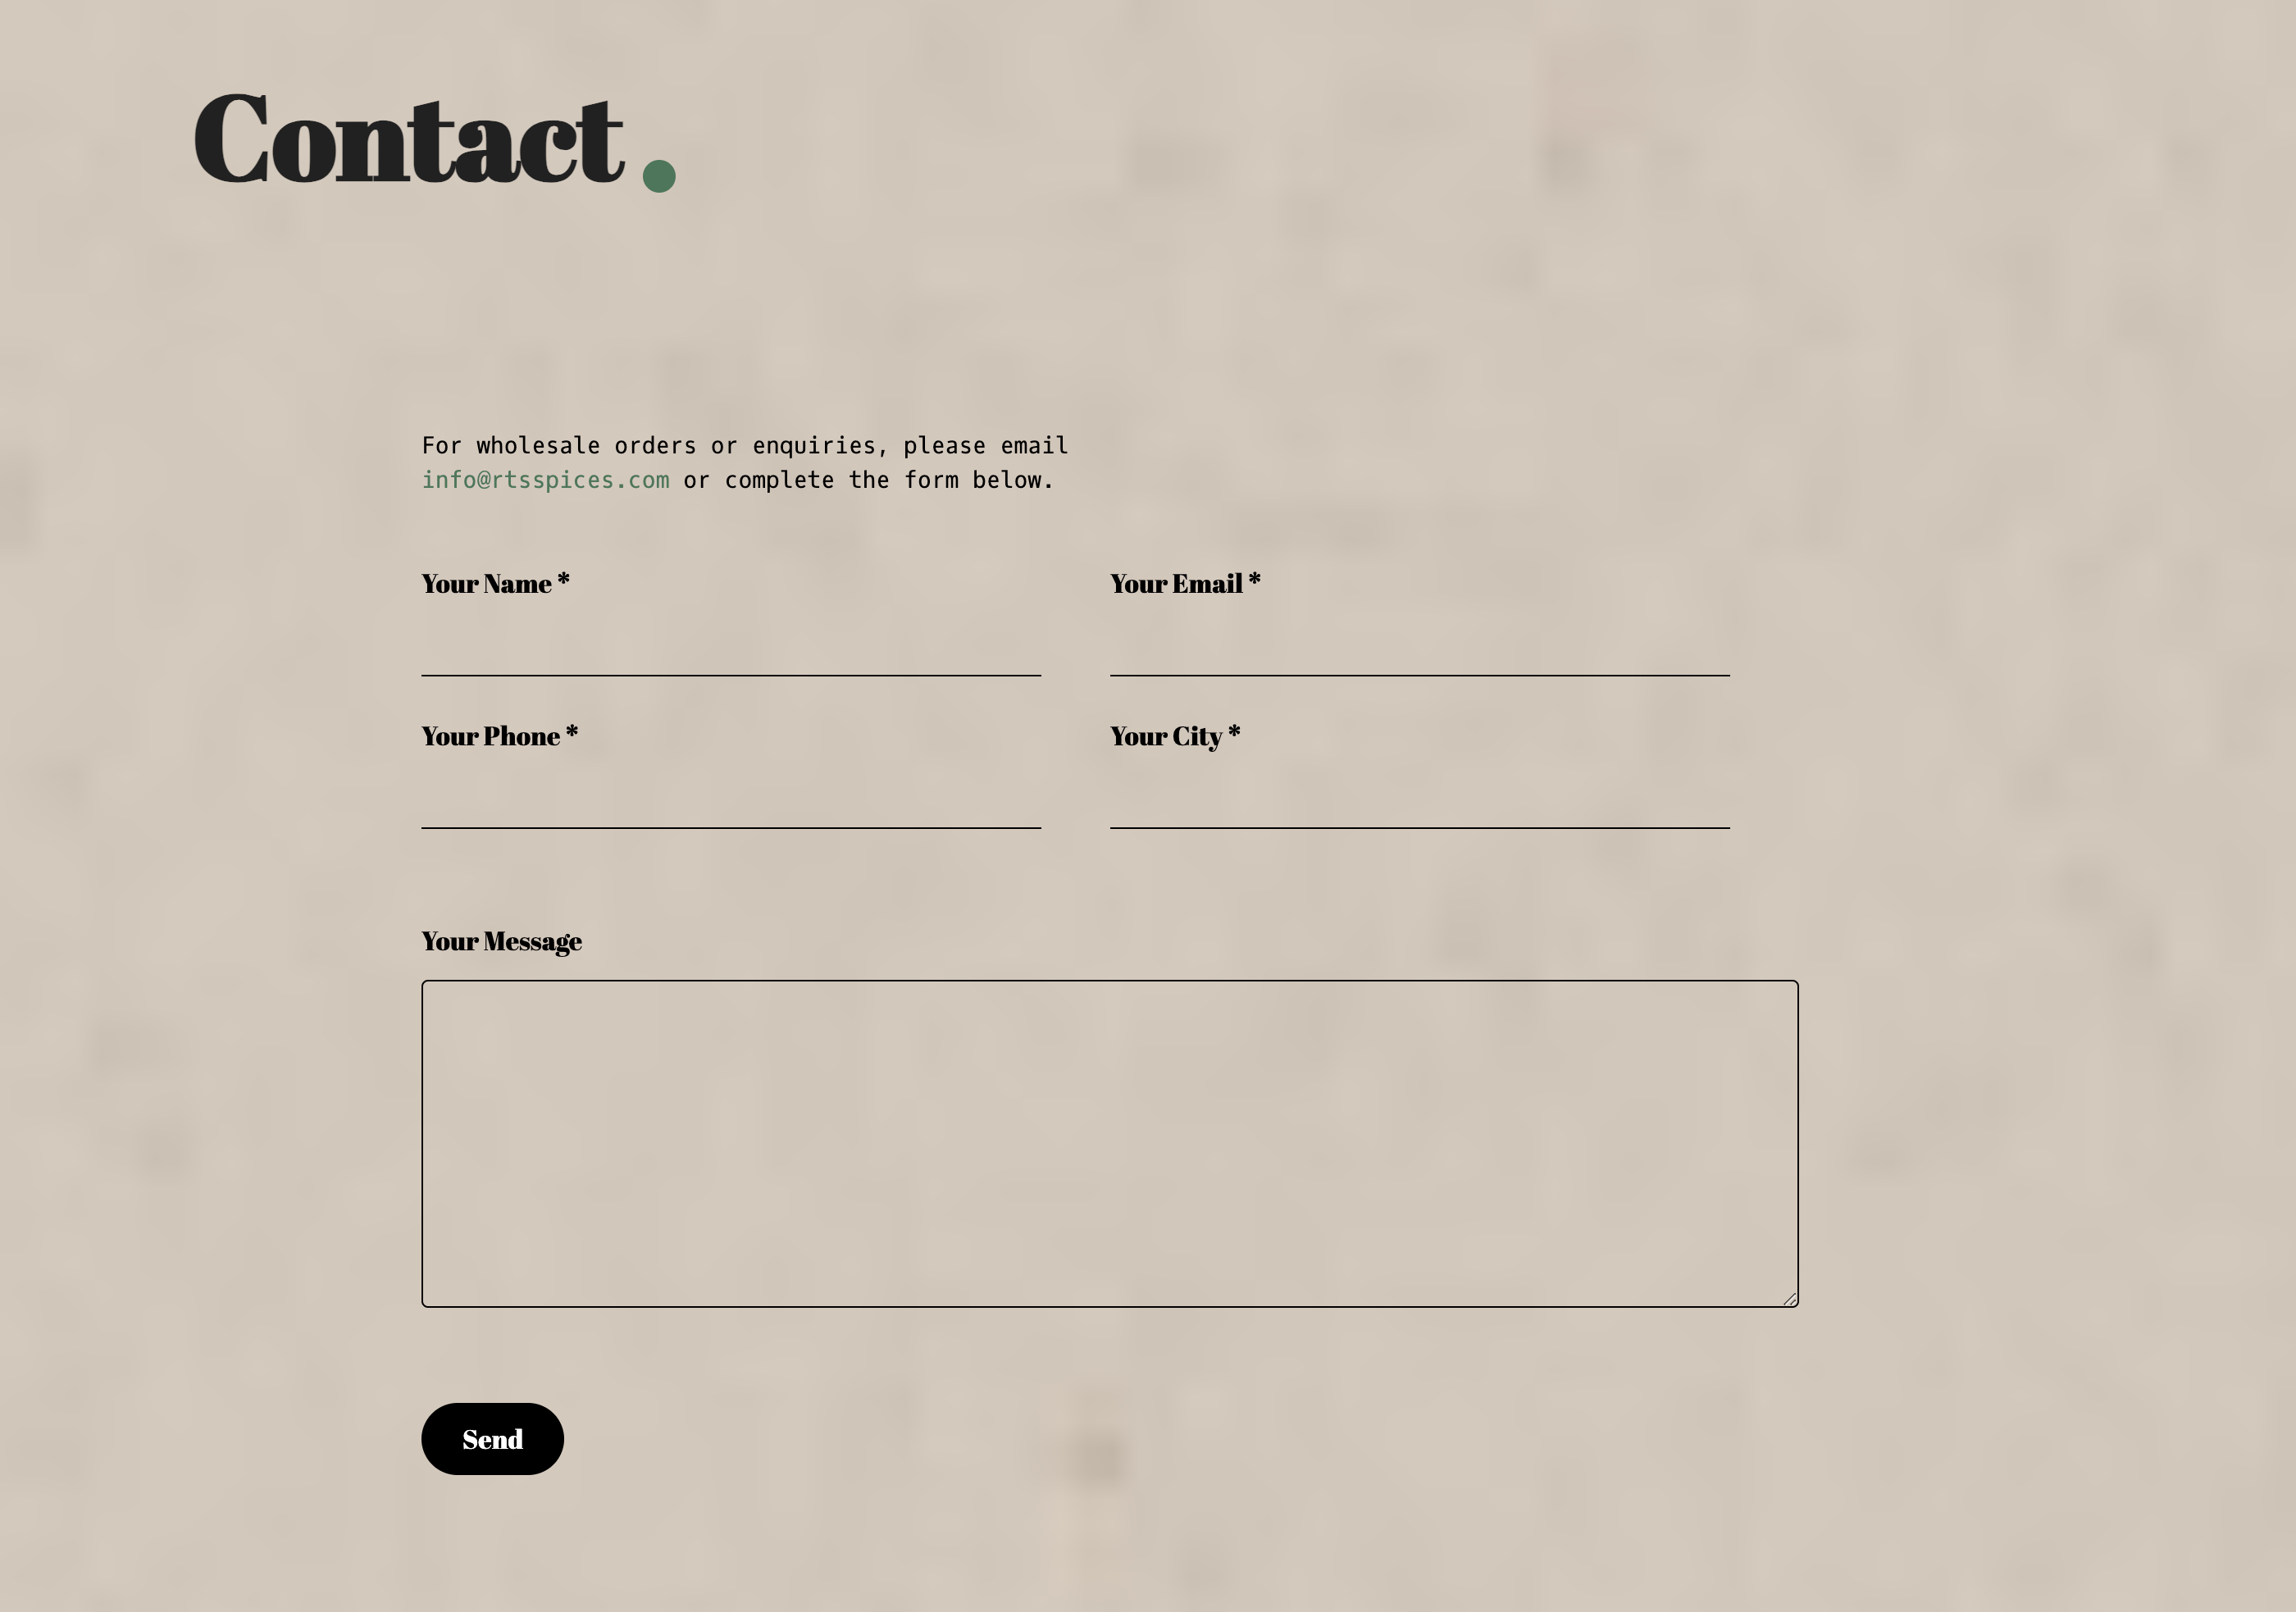 Contact.
For wholesale orders or enquiries, please email
info@rtsspices.com or complete the form below.
Your Name *
Your Email *
Your Phone *
Your City *
Your Message
Send